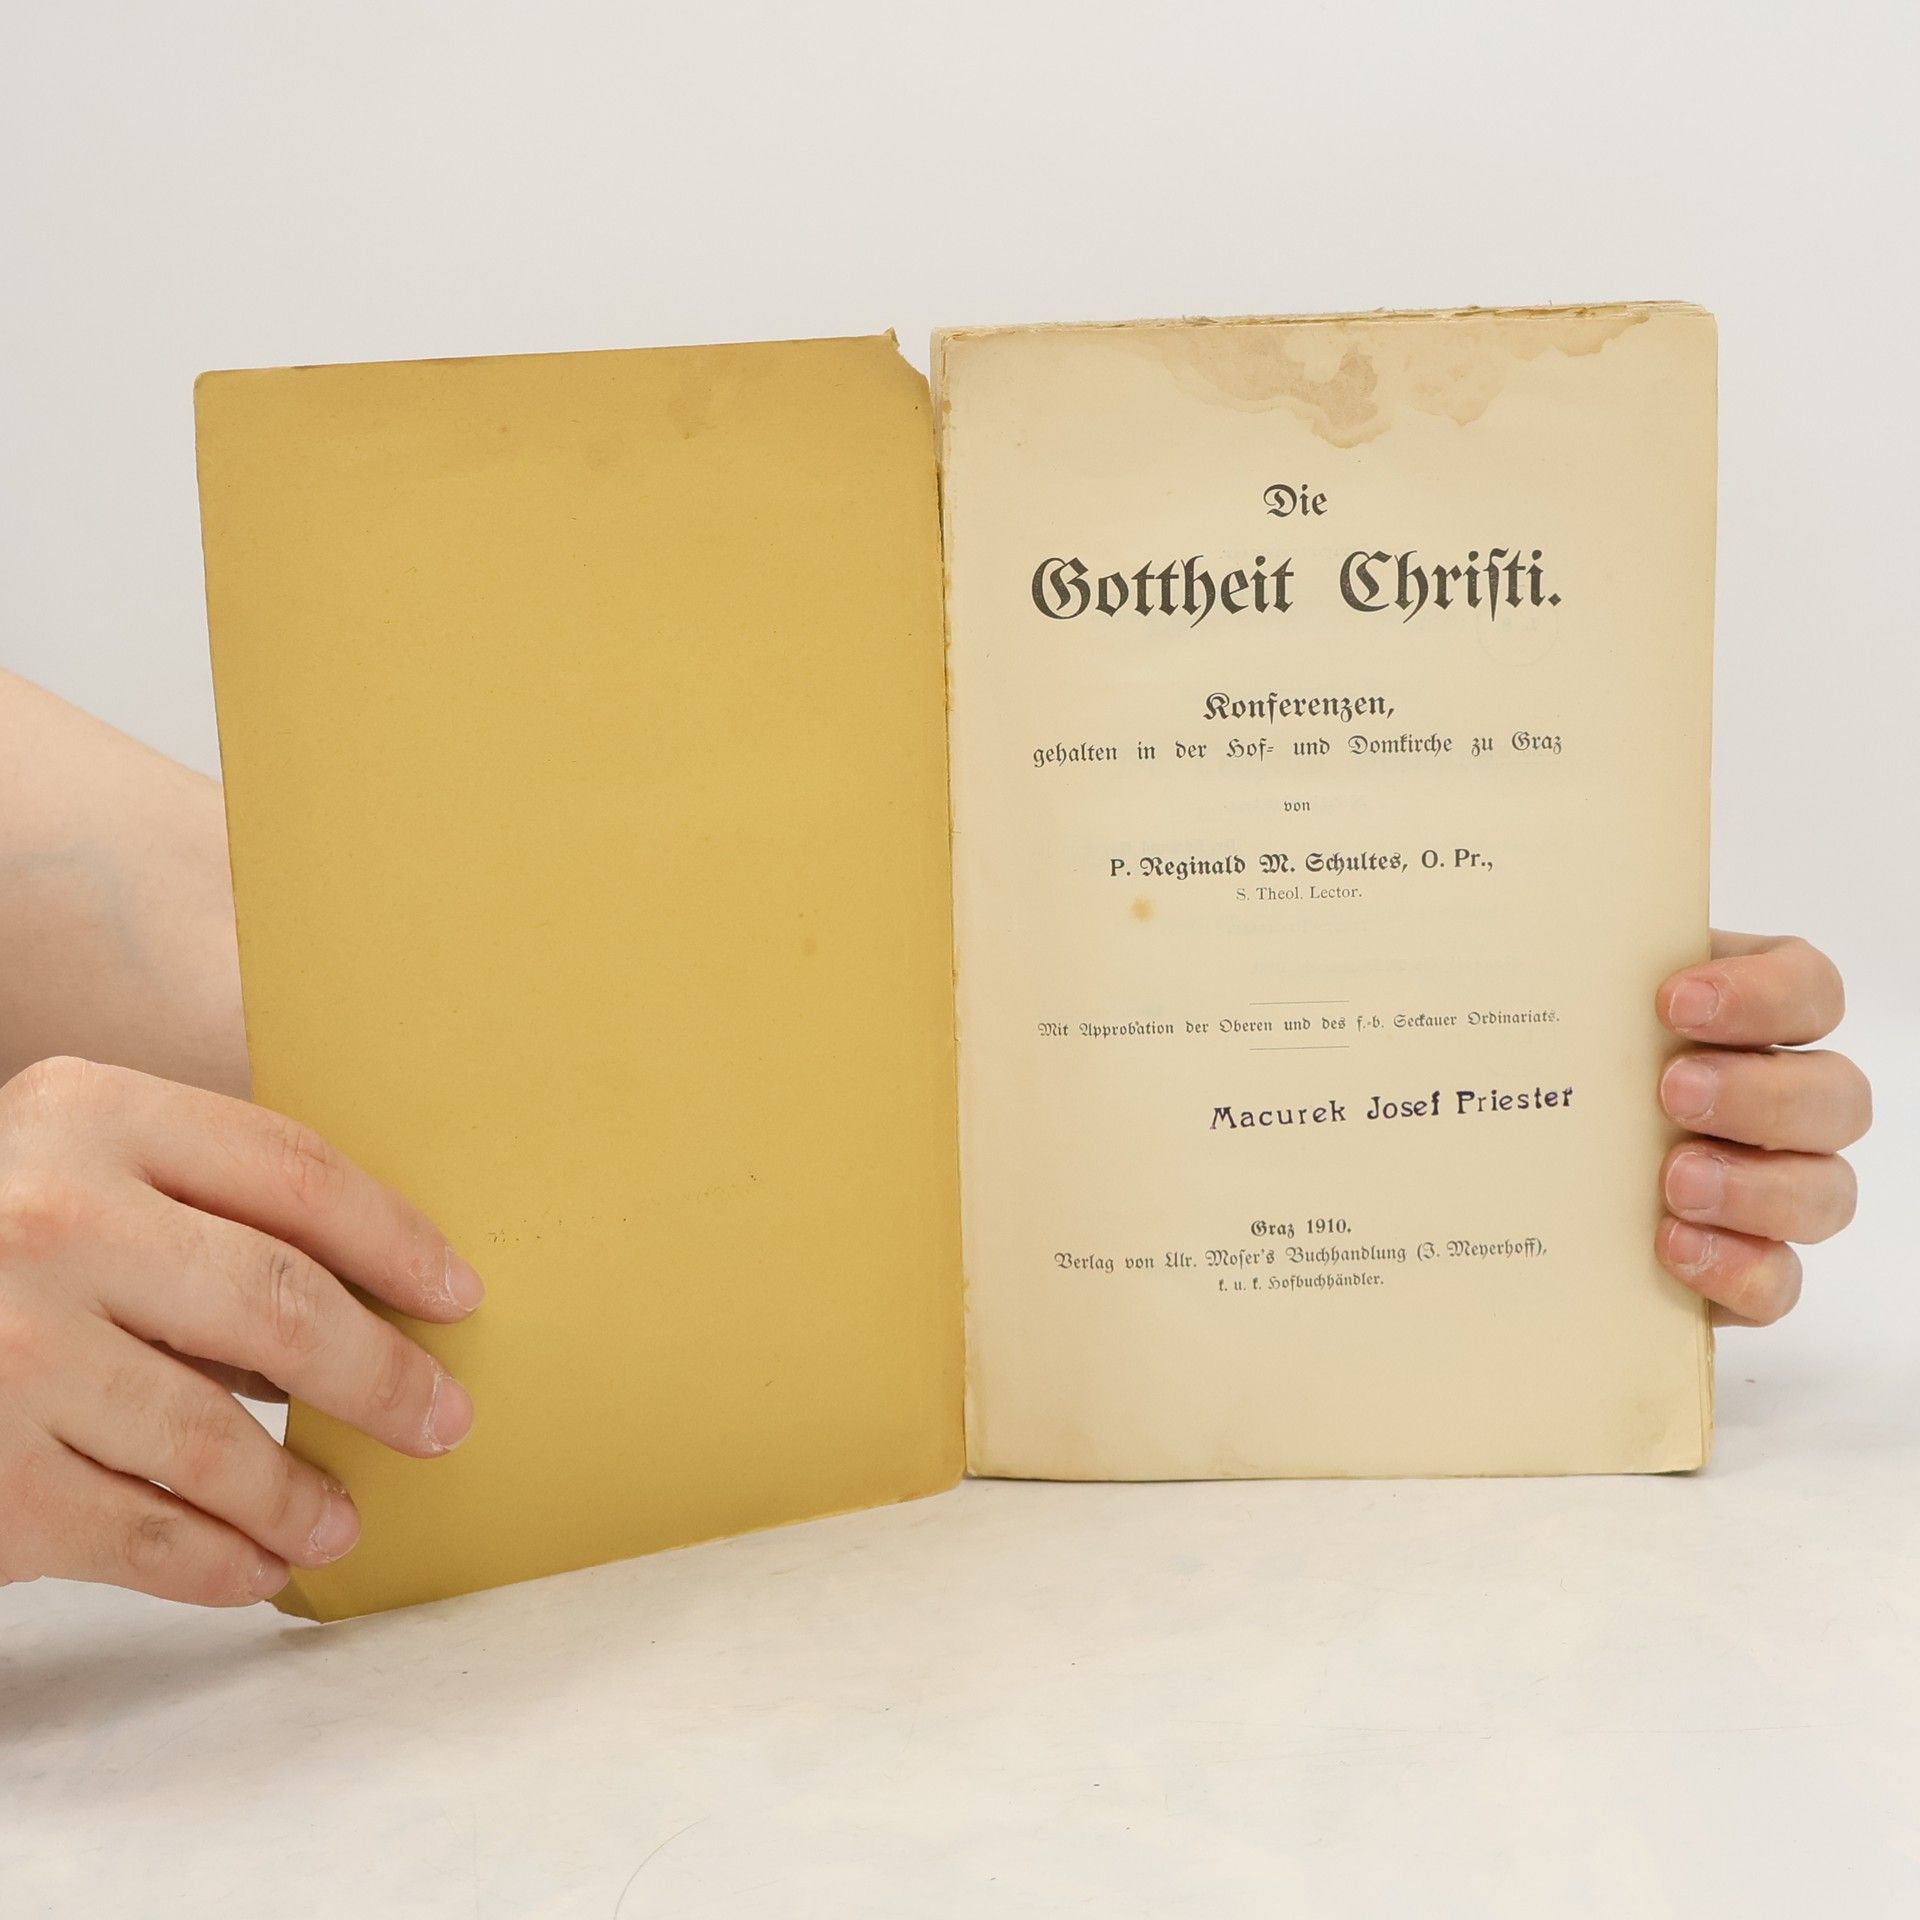 Die
Gottheit Chriſti.
Konferenzen,
gehalten in der Hof- und Domkirche zu Graz
von
P. Reginald M. Schultes, O. Pr.,
S. Theol. Lector.
Mit Approbation der Oberen und des f.-b. Seckauer Ordinariats.
Macurek Josef Priester
Graz 1910.
Verlag von Ulr. Moſer's Buchhandlung (J. Meyerhoff),
k. u. k. Hofbuchhändler.